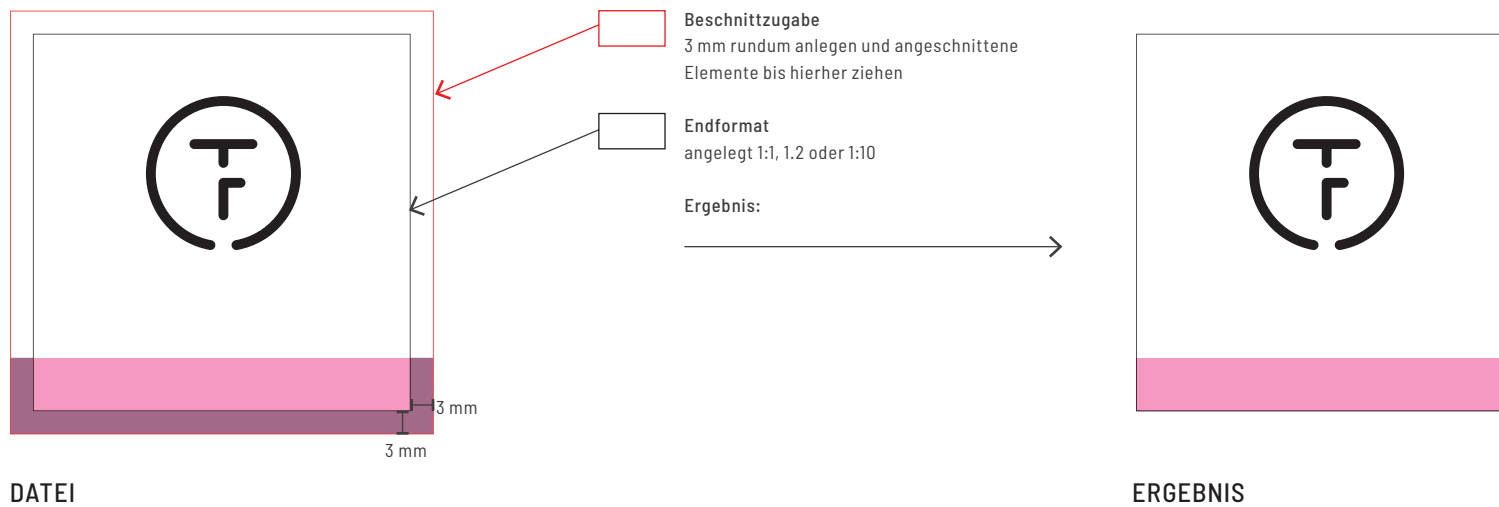 Beschnittzugabe
3 mm rundum anlegen und angeschnittene
Elemente bis hierher ziehen
Endformat
angelegt 1:1, 1.2 oder 1:10
Ergebnis:
3 mm
3 mm
DATEI
ERGEBNIS